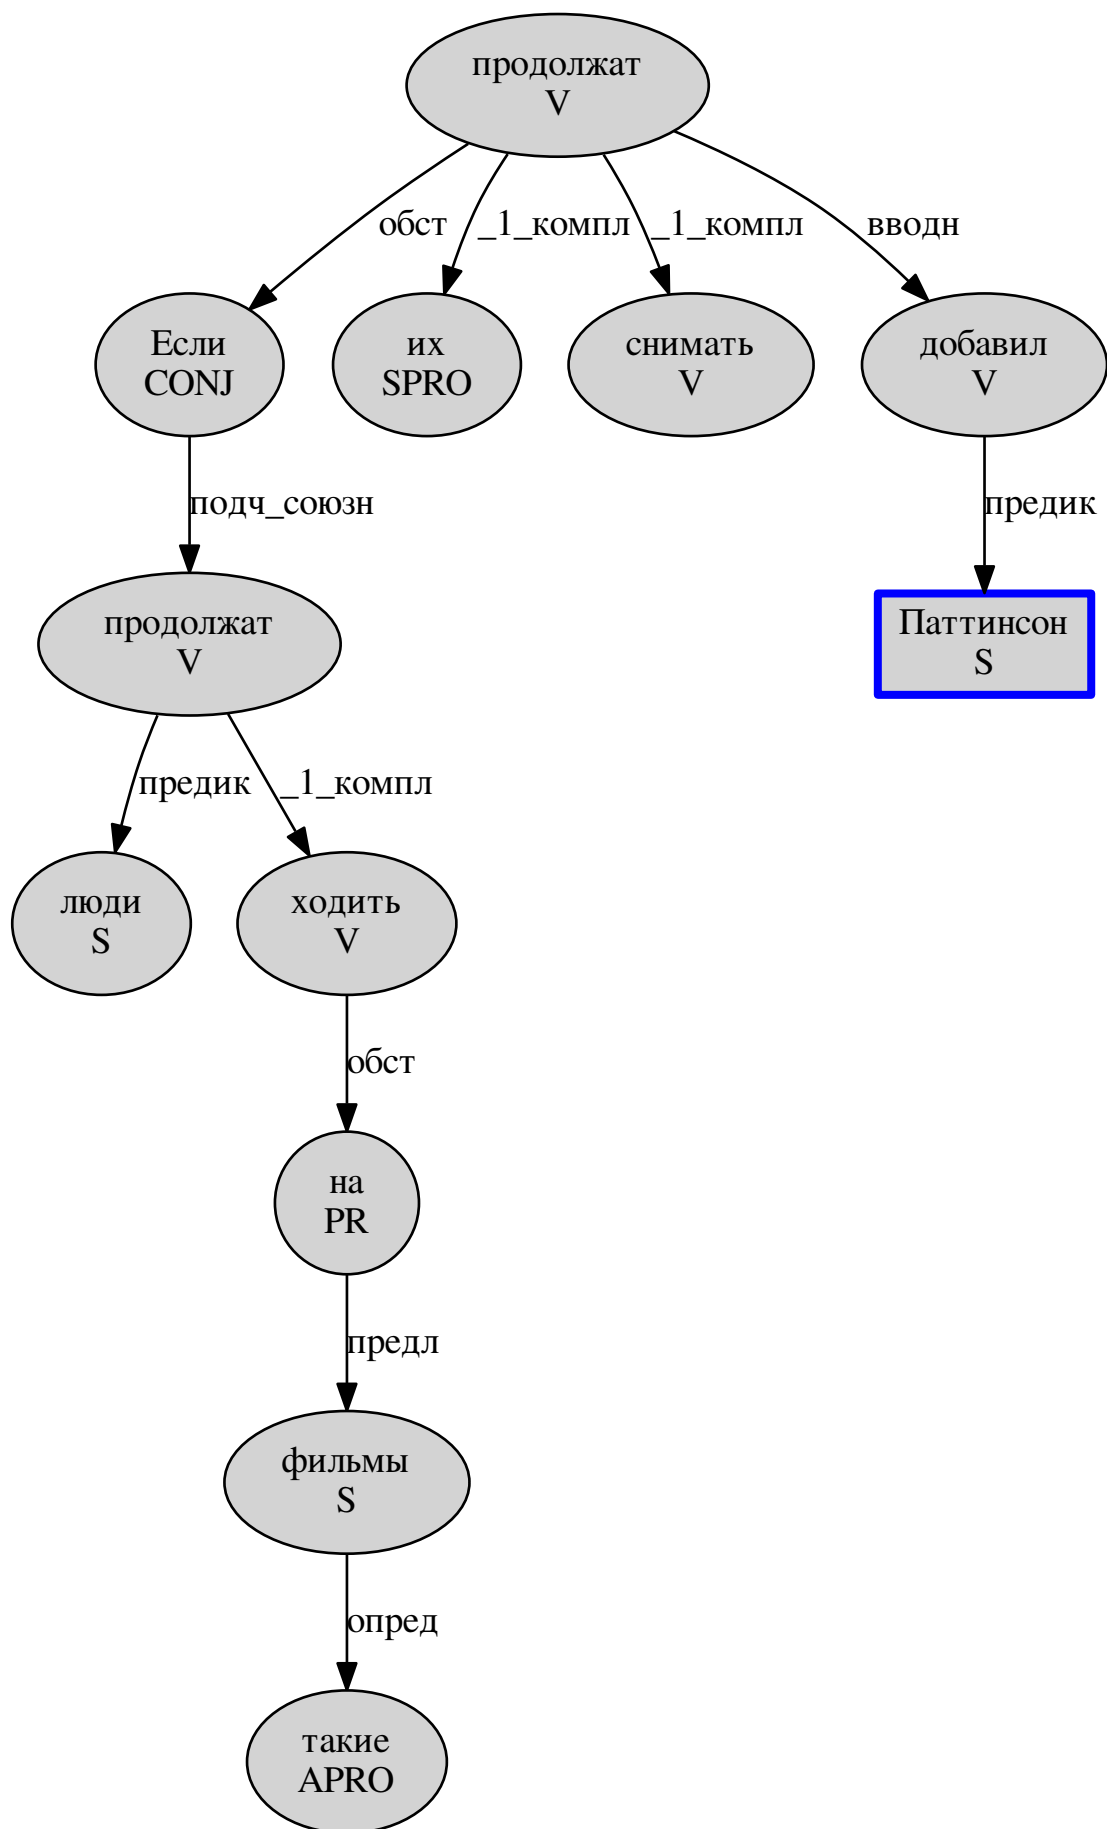 продолжат
V
обст
_1_компл
_1_компл
вводн
Если
CONJ
их
SPRO
снимать
V
добавил
V
подч_союзн
предик
продолжат
V
Паттинсон
S
предик
_1_компл
люди
S
ходить
V
обст
на
PR
предл
фильмы
S
опред
такие
APRO